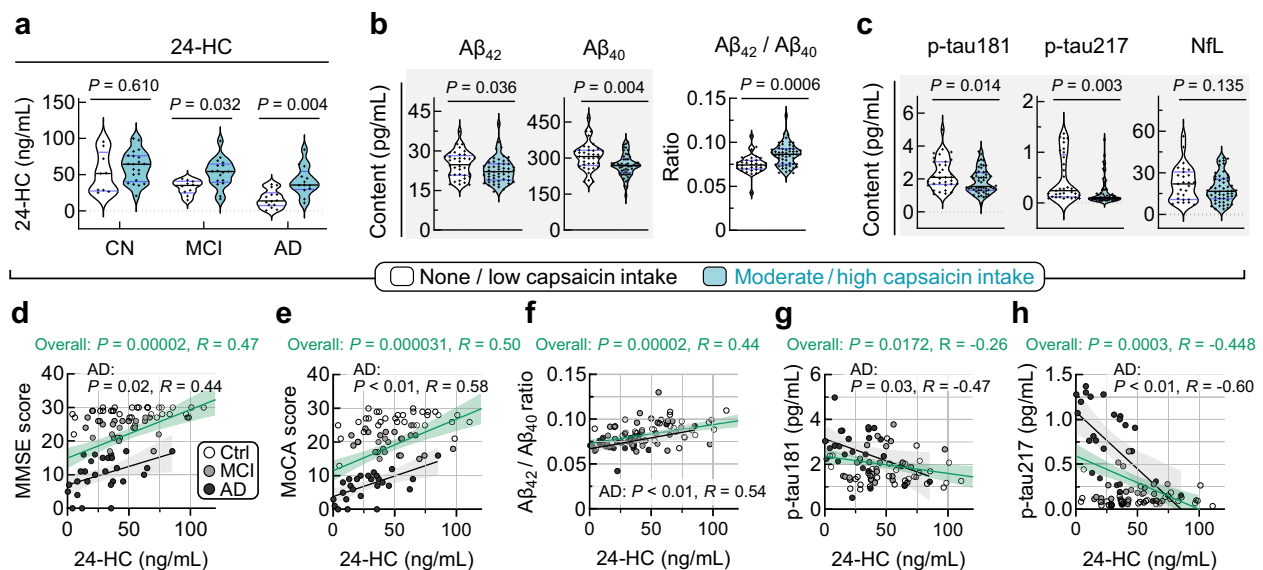 a
24-HC
24-HC (ng/mL)
150
100
50
0
P = 0.610
P = 0.032
P = 0.004
CN
MCI
AD
b
Aβ42
Aβ40
Aβ42 / Aβ40
Content (pg/mL)
45
30
15
0
P = 0.036
450
300
150
0
P = 0.004
Ratio
0.15
0.10
0.05
0.0
P = 0.0006
c
p-tau181
p-tau217
NfL
Content (pg/mL)
6
4
2
0
P = 0.014
2
1
0
P = 0.003
60
30
0
P = 0.135
None / low capsaicin intake
Moderate / high capsaicin intake
d
Overall: P = 0.00002, R = 0.47
AD:
P = 0.02, R = 0.44
MMSE score
40
30
20
10
0
Ctrl
MCI
AD
0 50 100
24-HC (ng/mL)
e
Overall: P = 0.000031, R = 0.50
AD:
P < 0.01, R = 0.58
MoCA score
40
30
20
10
0
0 50 100
24-HC (ng/mL)
f
Overall: P = 0.00002, R = 0.44
Aβ42 / Aβ40 ratio
0.15
0.10
0.05
0.0
AD: P < 0.01, R = 0.54
0 50 100
24-HC (ng/mL)
g
Overall: P = 0.0172, R = -0.26
AD:
P = 0.03, R = -0.47
p-tau181 (pg/mL)
6
4
2
0
0 50 100
24-HC (ng/mL)
h
Overall: P = 0.0003, R = -0.448
AD:
P < 0.01, R = -0.60
p-tau217 (pg/mL)
1.5
1.0
0.5
0.0
0 50 100
24-HC (ng/mL)